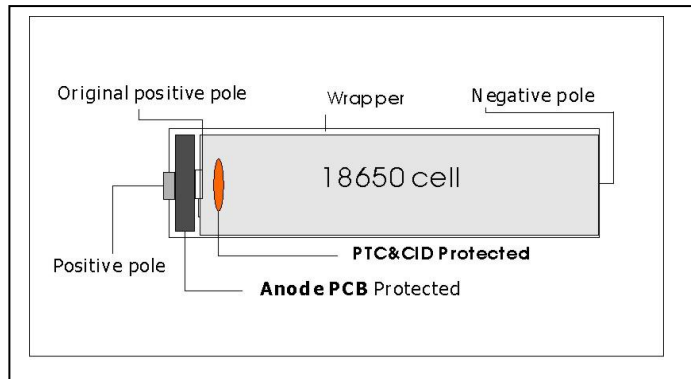 Original positive pole
Wrapper
Negative pole
18650 cell
PTC&CID Protected
Positive pole
Anode PCB Protected